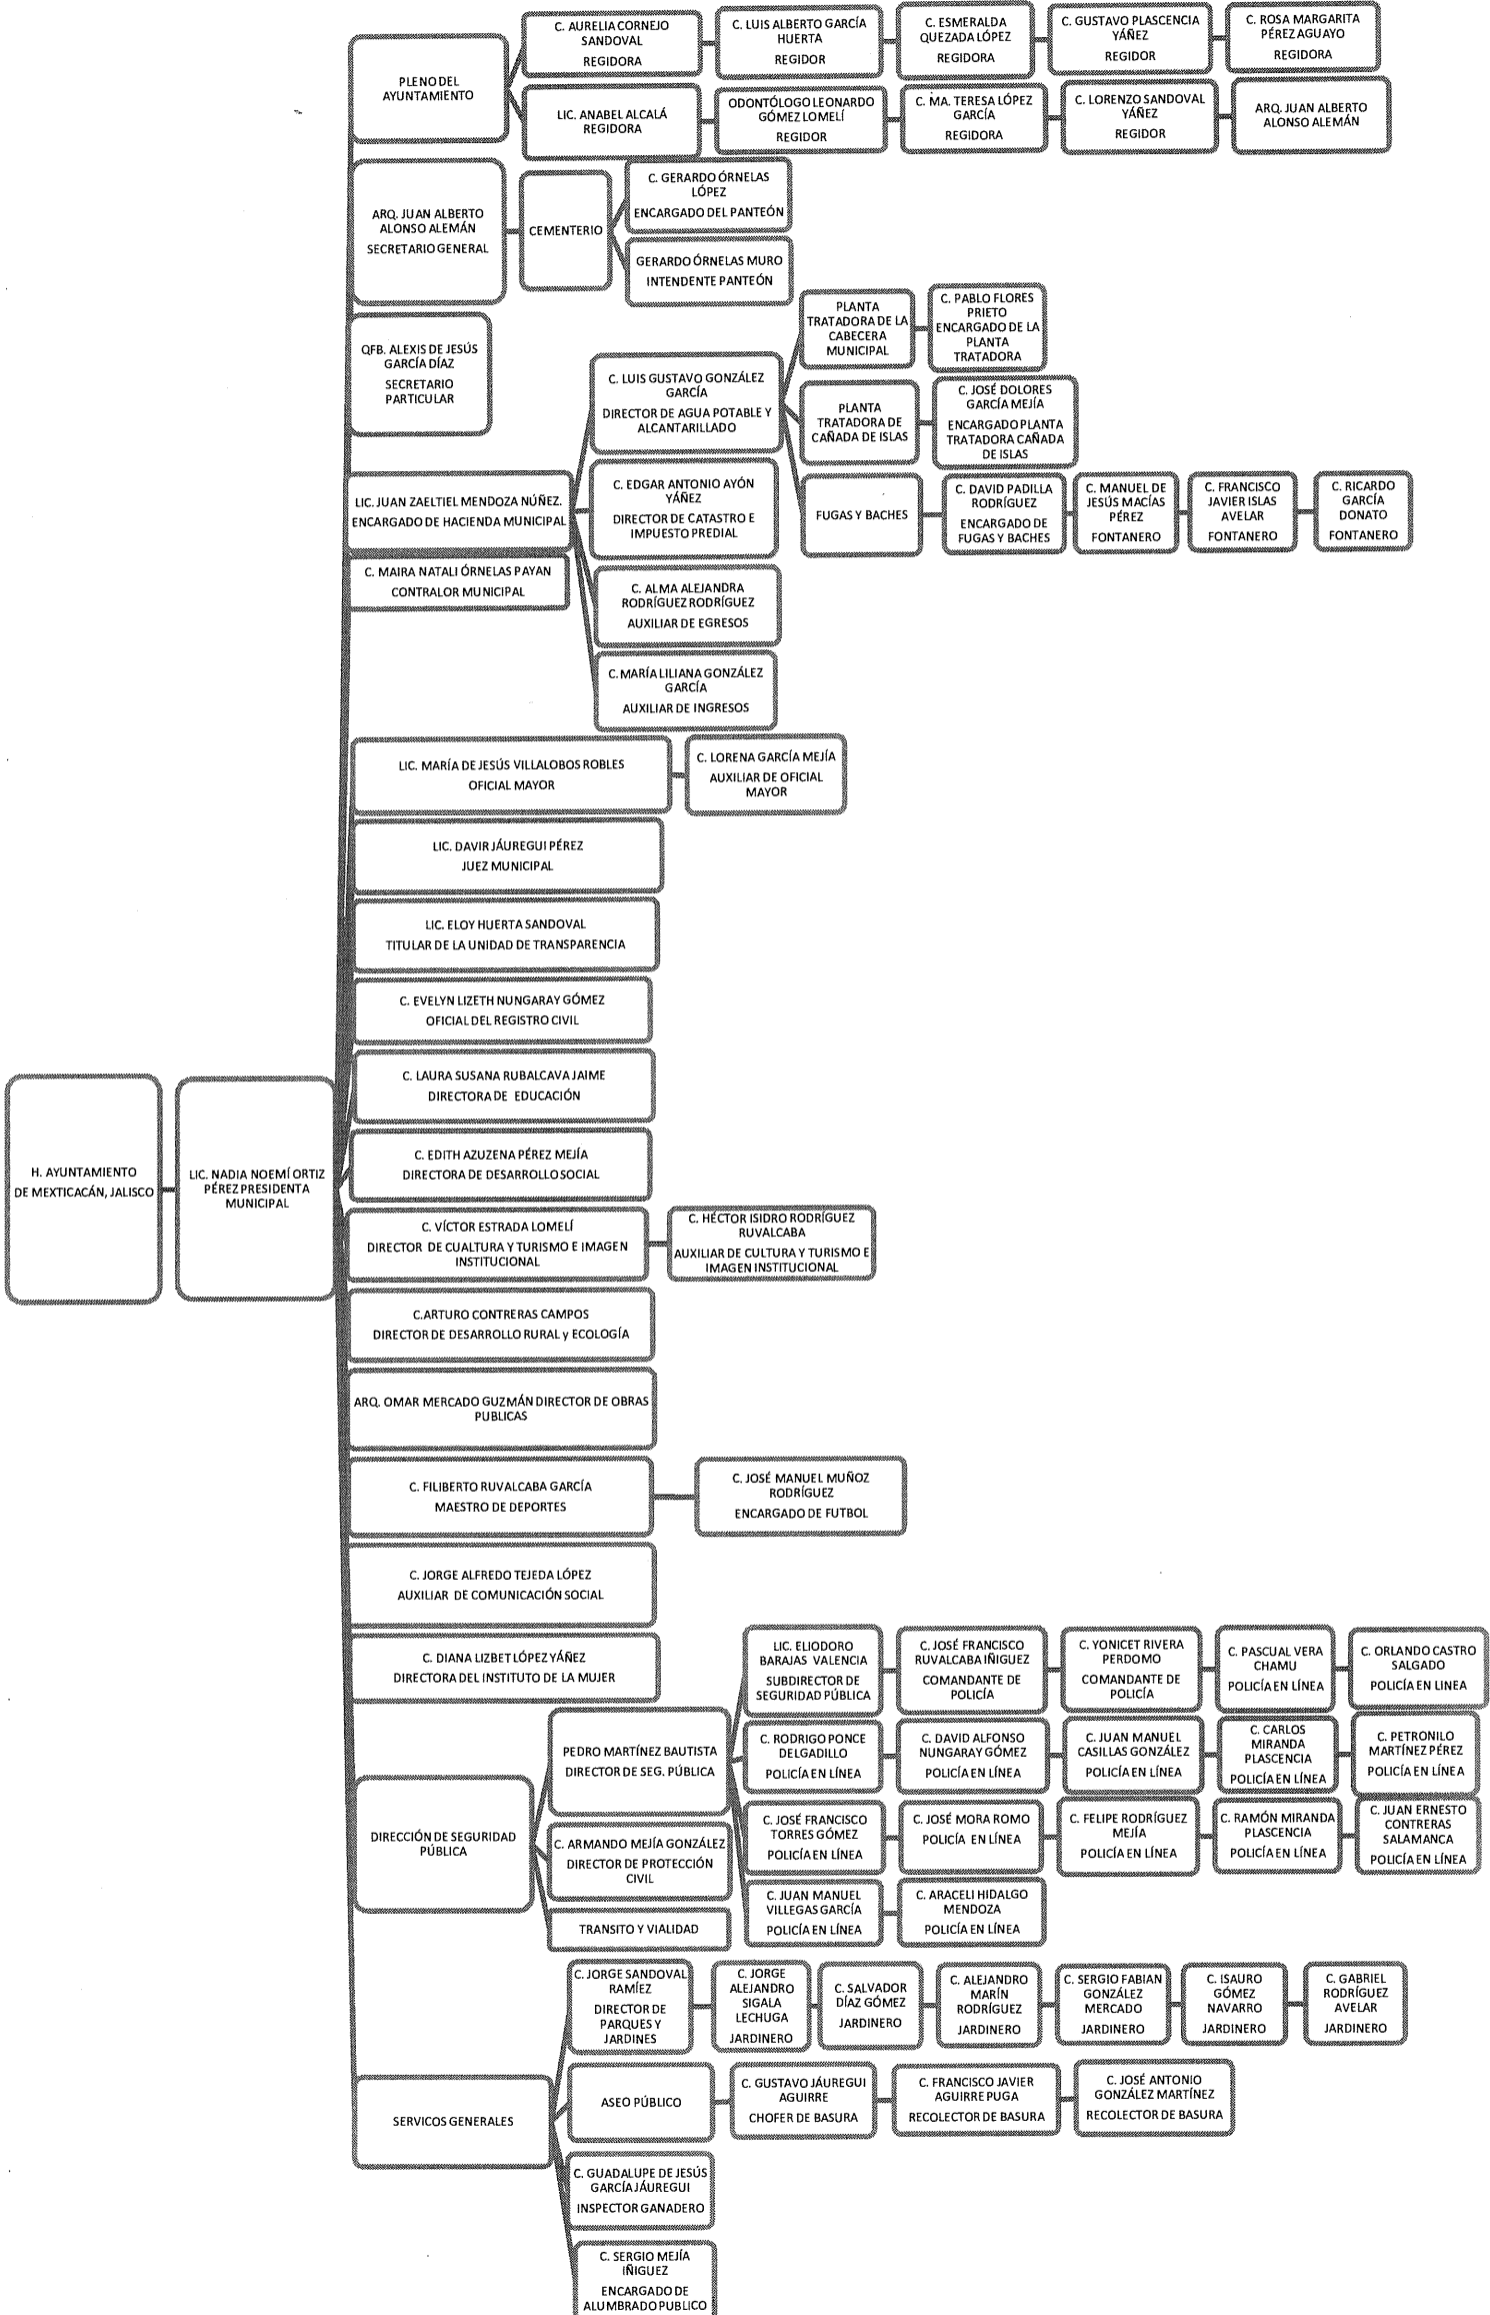 C. AURELIA CORNEJO
SANDOVAL
REGIDORA
C. LUIS ALBERTO GARCÍA
HUERTA
REGIDOR
C. ESMERALDA
QUEZADA LÓPEZ
REGIDORA
C. GUSTAVO PLASCENCIA
YÁÑEZ
REGIDOR
C. ROSA MARGARITA
PÉREZ AGUAYO
REGIDORA
PLENO DEL
AYUNTAMIENTO
LIC. ANABEL ALCALÁ
REGIDORA
ODONTÓLOGO LEONARDO
GÓMEZ LOMELÍ
REGIDOR
C. MA. TERESA LÓPEZ
GARCÍA
REGIDORA
C. LORENZO SANDOVAL
YÁÑEZ
REGIDOR
ARQ. JUAN ALBERTO
ALONSO ALEMÁN
ARQ. JUAN ALBERTO
ALONSO ALEMÁN
SECRETARIO GENERAL
CEMENTERIO
C. GERARDO ÓRNELAS
LÓPEZ
ENCARGADO DEL PANTEÓN
GERARDO ÓRNELAS MURO
INTENDENTE PANTEÓN
QFB. ALEXIS DE JESÚS
GARCÍA DÍAZ
SECRETARIO
PARTICULAR
LIC. JUAN ZAELTIEL MENDOZA NÚÑEZ.
ENCARGADO DE HACIENDA MUNICIPAL
C. LUIS GUSTAVO GONZÁLEZ
GARCÍA
DIRECTOR DE AGUA POTABLE Y
ALCANTARILLADO
PLANTA
TRATADORA DE LA
CABECERA
MUNICIPAL
C. PABLO FLORES
PRIETO
ENCARGADO DE LA
PLANTA
TRATADORA
PLANTA
TRATADORA DE
CAÑADA DE ISLAS
C. JOSÉ DOLORES
GARCÍA MEJÍA
ENCARGADO PLANTA
TRATADORA CAÑADA
DE ISLAS
FUGAS Y BACHES
C. DAVID PADILLA
RODRÍGUEZ
ENCARGADO DE
FUGAS Y BACHES
C. MANUEL DE
JESÚS MACÍAS
PÉREZ
FONTANERO
C. FRANCISCO
JAVIER ISLAS
AVELAR
FONTANERO
C. RICARDO
GARCÍA
DONATO
FONTANERO
C. EDGAR ANTONIO AYÓN
YÁÑEZ
DIRECTOR DE CATASTRO E
IMPUESTO PREDIAL
C. ALMA ALEJANDRA
RODRÍGUEZ RODRÍGUEZ
AUXILIAR DE EGRESOS
C. MARÍA LILIANA GONZÁLEZ
GARCÍA
AUXILIAR DE INGRESOS
C. MAIRA NATALI ÓRNELAS PAYAN
CONTRALOR MUNICIPAL
LIC. MARÍA DE JESÚS VILLALOBOS ROBLES
OFICIAL MAYOR
C. LORENA GARCÍA MEJÍA
AUXILIAR DE OFICIAL
MAYOR
LIC. DAVIR JÁUREGUI PÉREZ
JUEZ MUNICIPAL
LIC. ELOY HUERTA SANDOVAL
TITULAR DE LA UNIDAD DE TRANSPARENCIA
C. EVELYN LIZETH NUNGARAY GÓMEZ
OFICIAL DEL REGISTRO CIVIL
C. LAURA SUSANA RUBALCAVA JAIME
DIRECTORA DE EDUCACIÓN
H. AYUNTAMIENTO
DE MEXTICACÁN, JALISCO
LIC. NADIA NOEMÍ ORTIZ
PÉREZ PRESIDENTA
MUNICIPAL
C. EDITH AZUZENA PÉREZ MEJÍA
DIRECTORA DE DESARROLLO SOCIAL
C. VÍCTOR ESTRADA LOMELÍ
DIRECTOR DE CUALTURA Y TURISMO E IMAGEN
INSTITUCIONAL
C. HÉCTOR ISIDRO RODRÍGUEZ
RUVALCABA
AUXILIAR DE CULTURA Y TURISMO E
IMAGEN INSTITUCIONAL
C.ARTURO CONTRERAS CAMPOS
DIRECTOR DE DESARROLLO RURAL y ECOLOGÍA
ARQ. OMAR MERCADO GUZMÁN DIRECTOR DE OBRAS
PUBLICAS
C. FILIBERTO RUVALCABA GARCÍA
MAESTRO DE DEPORTES
C. JOSÉ MANUEL MUÑOZ
RODRÍGUEZ
ENCARGADO DE FUTBOL
C. JORGE ALFREDO TEJEDA LÓPEZ
AUXILIAR DE COMUNICACIÓN SOCIAL
C. DIANA LIZBET LÓPEZ YÁÑEZ
DIRECTORA DEL INSTITUTO DE LA MUJER
DIRECCIÓN DE SEGURIDAD
PÚBLICA
PEDRO MARTÍNEZ BAUTISTA
DIRECTOR DE SEG. PÚBLICA
LIC. ELIODORO
BARAJAS VALENCIA
SUBDIRECTOR DE
SEGURIDAD PÚBLICA
C. JOSÉ FRANCISCO
RUVALCABA IÑIGUEZ
COMANDANTE DE
POLICÍA
C. YONICET RIVERA
PERDOMO
COMANDANTE DE
POLICÍA
C. PASCUAL VERA
CHAMU
POLICÍA EN LÍNEA
C. ORLANDO CASTRO
SALGADO
POLICÍA EN LINEA
C. RODRIGO PONCE
DELGADILLO
POLICÍA EN LÍNEA
C. DAVID ALFONSO
NUNGARAY GÓMEZ
POLICÍA EN LÍNEA
C. JUAN MANUEL
CASILLAS GONZÁLEZ
POLICÍA EN LÍNEA
C. CARLOS
MIRANDA
PLASCENCIA
POLICÍA EN LÍNEA
C. PETRONILO
MARTÍNEZ PÉREZ
POLICÍA EN LÍNEA
C. JOSÉ FRANCISCO
TORRES GÓMEZ
POLICÍA EN LÍNEA
C. JOSÉ MORA ROMO
POLICÍA EN LÍNEA
C. FELIPE RODRÍGUEZ
MEJÍA
POLICÍA EN LÍNEA
C. RAMÓN MIRANDA
PLASCENCIA
POLICÍA EN LÍNEA
C. JUAN ERNESTO
CONTRERAS
SALAMANCA
POLICÍA EN LÍNEA
C. JUAN MANUEL
VILLEGAS GARCÍA
POLICÍA EN LÍNEA
C. ARACELI HIDALGO
MENDOZA
POLICÍA EN LÍNEA
C. ARMANDO MEJÍA GONZÁLEZ
DIRECTOR DE PROTECCIÓN
CIVIL
TRANSITO Y VIALIDAD
SERVICOS GENERALES
C. JORGE SANDOVAL
RAMÍEZ
DIRECTOR DE
PARQUES Y
JARDINES
C. JORGE
ALEJANDRO
SIGALA
LECHUGA
JARDINERO
C. SALVADOR
DÍAZ GÓMEZ
JARDINERO
C. ALEJANDRO
MARÍN
RODRÍGUEZ
JARDINERO
C. SERGIO FABIAN
GONZÁLEZ
MERCADO
JARDINERO
C. ISAURO
GÓMEZ
NAVARRO
JARDINERO
C. GABRIEL
RODRÍGUEZ
AVELAR
JARDINERO
ASEO PÚBLICO
C. GUSTAVO JÁUREGUI
AGUIRRE
CHOFER DE BASURA
C. FRANCISCO JAVIER
AGUIRRE PUGA
RECOLECTOR DE BASURA
C. JOSÉ ANTONIO
GONZÁLEZ MARTÍNEZ
RECOLECTOR DE BASURA
C. GUADALUPE DE JESÚS
GARCÍA JÁUREGUI
INSPECTOR GANADERO
C. SERGIO MEJÍA
IÑIGUEZ
ENCARGADO DE
ALUMBRADO PUBLICO